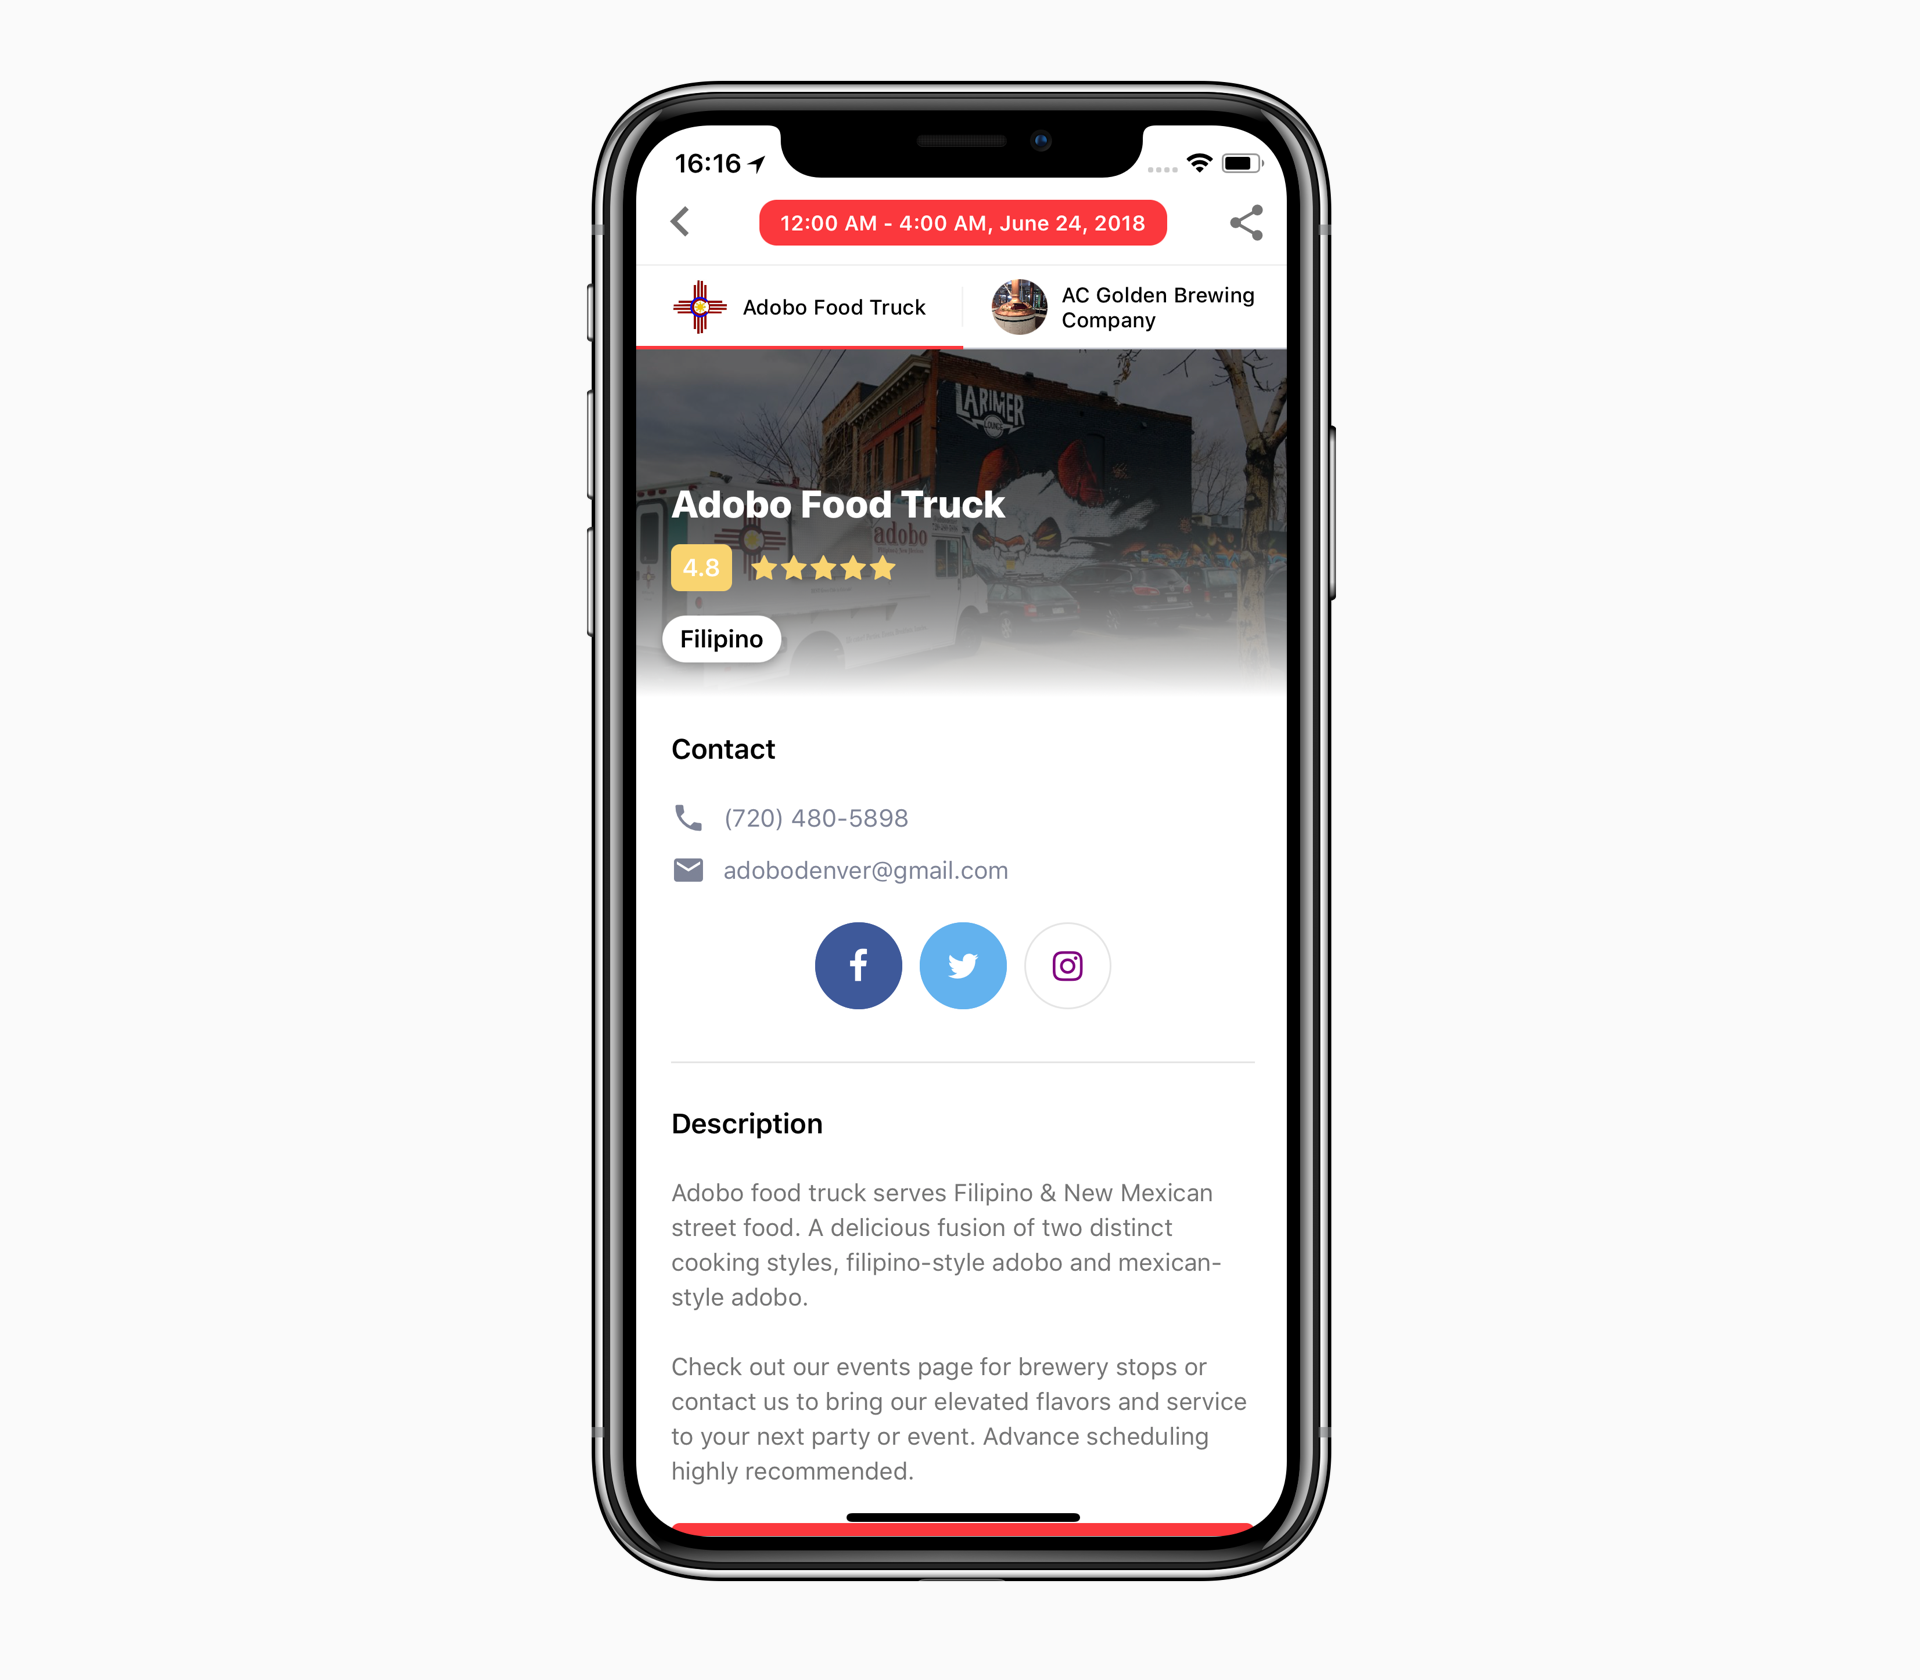 16:16
12:00 AM - 4:00 AM, June 24, 2018
Adobo Food Truck
AC Golden Brewing
Company
LARIMER
LOUNGE
Adobo Food Truck
adobo
4.8
Filipino
Contact
(720) 480-5898
adobodenver@gmail.com
Description
Adobo food truck serves Filipino & New Mexican
street food. A delicious fusion of two distinct
cooking styles, filipino-style adobo and mexican-
style adobo.
Check out our events page for brewery stops or
contact us to bring our elevated flavors and service
to your next party or event. Advance scheduling
highly recommended.